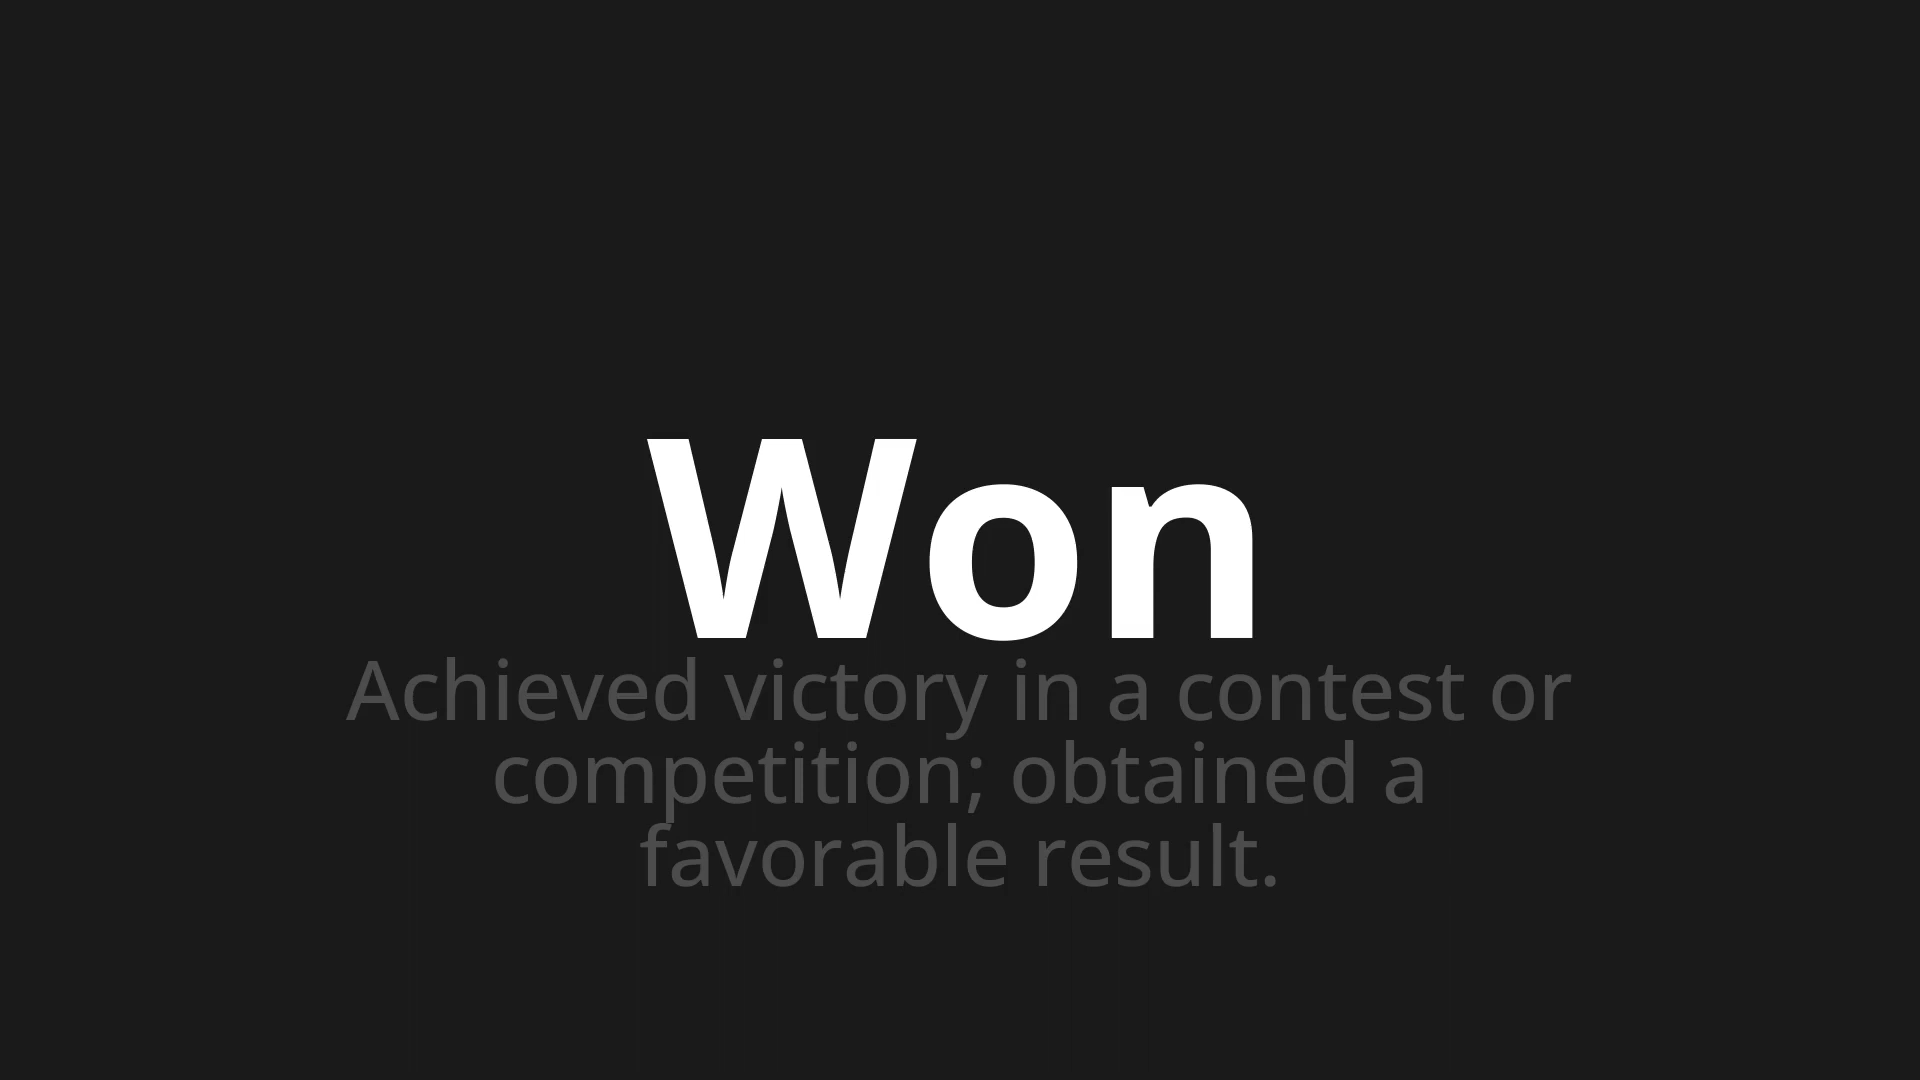 Won
Achieved victory in a contest or
competition; obtained a
favorable result.